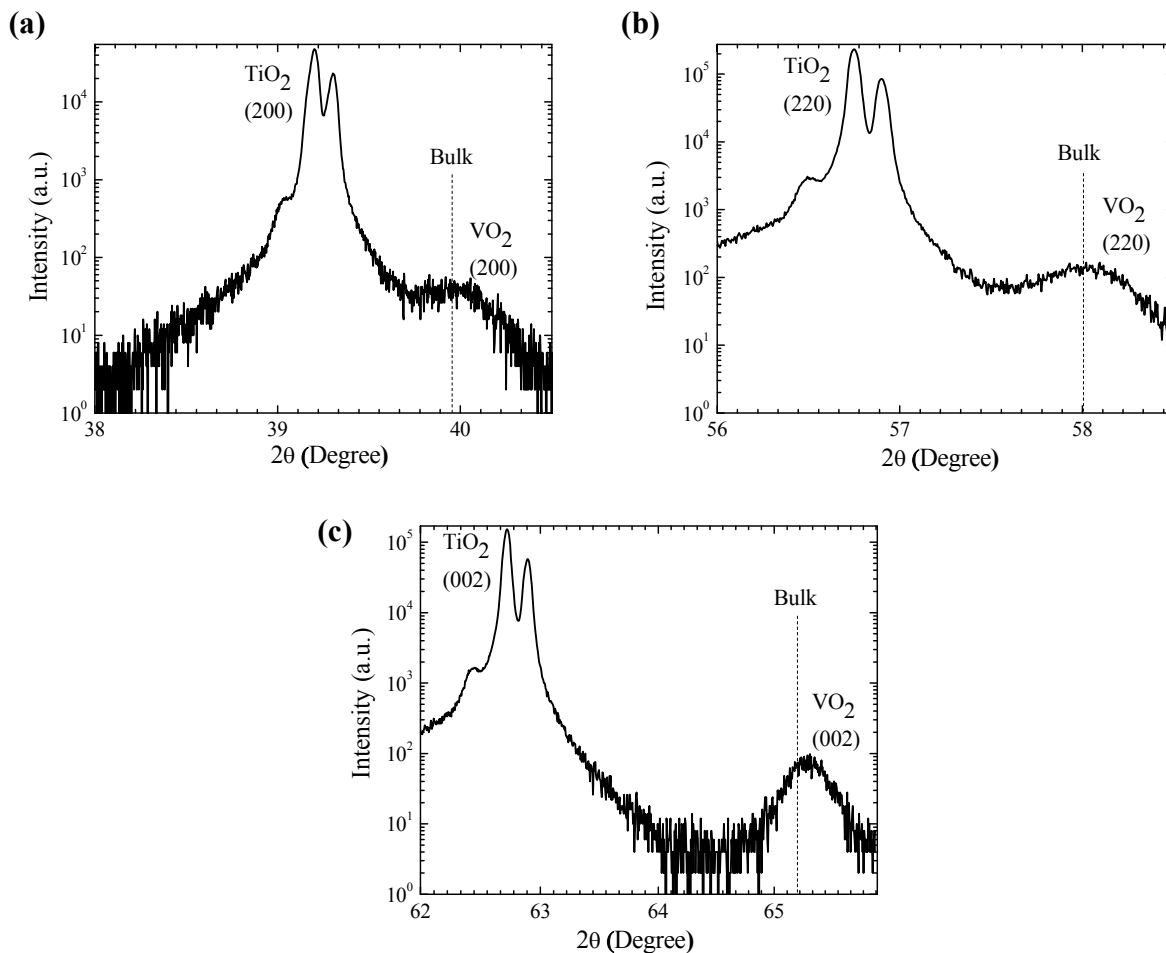 (a)
TiO2
(200)
Bulk
VO2
(200)
Intensity (a.u.)
10^4
10^3
10^2
10^1
10^0
38
39
40
2θ (Degree)
(b)
TiO2
(220)
Bulk
VO2
(220)
Intensity (a.u.)
10^5
10^4
10^3
10^2
10^1
10^0
56
57
58
2θ (Degree)
(c)
TiO2
(002)
Bulk
VO2
(002)
Intensity (a.u.)
10^5
10^4
10^3
10^2
10^1
10^0
62
63
64
65
2θ (Degree)